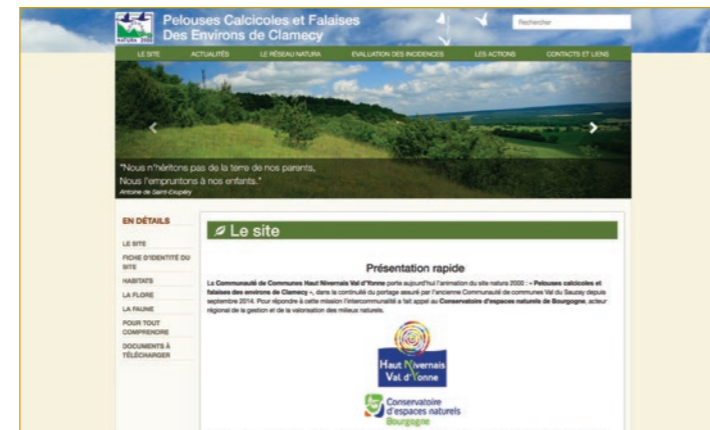 Pelouses Calcicoles et Falaises
Des Environs de Clamecy
NATURA 2000
Rechercher
LE SITE ACTUALITÉS LE RÉSEAU NATURA EVALUATION DES INCIDENCES LES ACTIONS CONTACTS ET LIENS
"Nous n'héritons pas de la terre de nos parents,
Nous l'empruntons à nos enfants."
Antoine de Saint-Exupéry
EN DÉTAILS
LE SITE
FICHE D'IDENTITÉ DU
SITE
HABITATS
LA FLORE
LA FAUNE
POUR TOUT
COMPRENDRE
DOCUMENTS À
TÉLÉCHARGER
Le site
Présentation rapide
La Communauté de Communes Haut Nivernais Val d'Yonne porte aujourd'hui l'animation du site natura 2000 : « Pelouses calcicoles et
falaises des environs de Clamecy », dans la continuité du portage assuré par l'ancienne Communauté de communes Val du Sauzay depuis
septembre 2014. Pour répondre à cette mission l'intercommunalité a fait appel au Conservatoire d'espaces naturels de Bourgogne, acteur
régional de la gestion et de la valorisation des milieux naturels.
Haut Nivernais
Val d'Yonne
Conservatoire
d'espaces naturels
Bourgogne